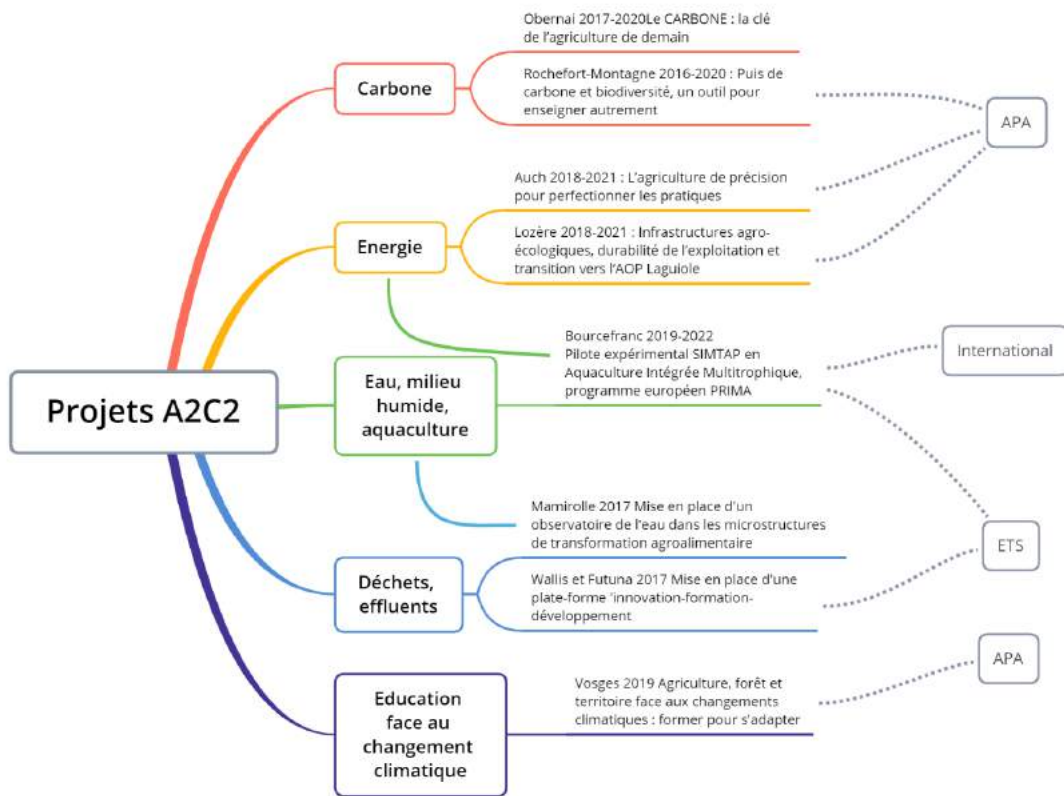 Projets A2C2
Carbone
Obernai 2017-2020Le CARBONE : la clé
de l'agriculture de demain
Rochefort-Montagne 2016-2020 : Puis de
carbone et biodiversité, un outil pour
enseigner autrement
APA
Energie
Auch 2018-2021 : L'agriculture de précision
pour perfectionner les pratiques
Lozère 2018-2021 : Infrastructures agro-
écologiques, durabilité de l'exploitation et
transition vers l'AOP Laguiole
Eau, milieu
humide,
aquaculture
Bourcefranc 2019-2022
Pilote expérimental SIMTAP en
Aquaculture Intégrée Multitrophique,
programme européen PRIMA
International
Déchets,
effluents
Mamirolle 2017 Mise en place d'un
observatoire de l'eau dans les microstructures
de transformation agroalimentaire
Wallis et Futuna 2017 Mise en place d'une
plate-forme 'innovation-formation-
développement
ETS
Education
face au
changement
climatique
Vosges 2019 Agriculture, forêt et
territoire face aux changements
climatiques : former pour s'adapter
APA